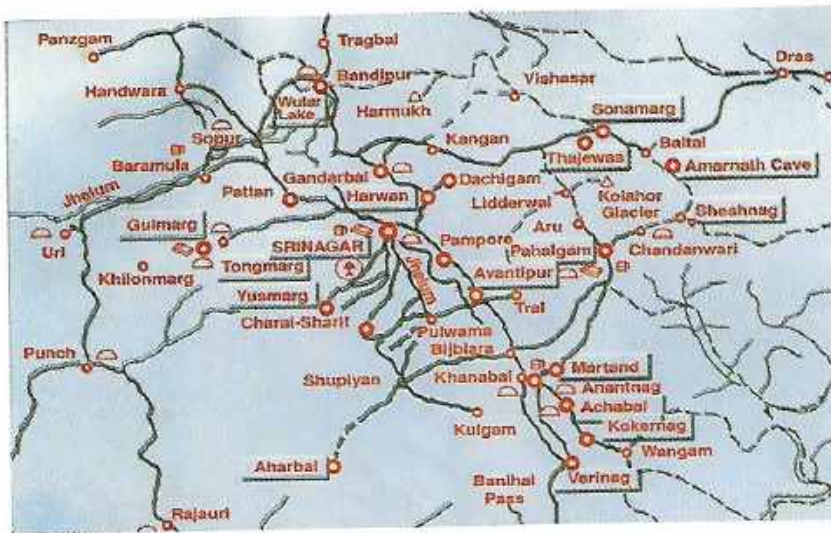 Panzgam
Tragbal
Bandipur
Dras
Handwara
Wular
Lake
Harmukh
Vishasar
Sonamarg
Sopur
Kangan
Baltal
Thajewas
Baramula
Gandarbal
Amarnath Cave
Jhelum
Pattan
Harwan
Dachigam
Lidderwal
Kolahor
Glacier
Sheahnag
Gulmarg
Aru
Uri
SRINAGAR
Pampore
Pahalgam
Chandanwari
Khilonmarg
Tongmarg
Jhelum
Avantipur
Yusmarg
Tral
Charai-Sharif
Pulwama
Punch
Bijbiara
Shupiyan
Khanabal
Martand
Anantnag
Achabal
Kulgam
Kokernag
Wangam
Aharbal
Banihal
Pass
Verinag
Rajauri